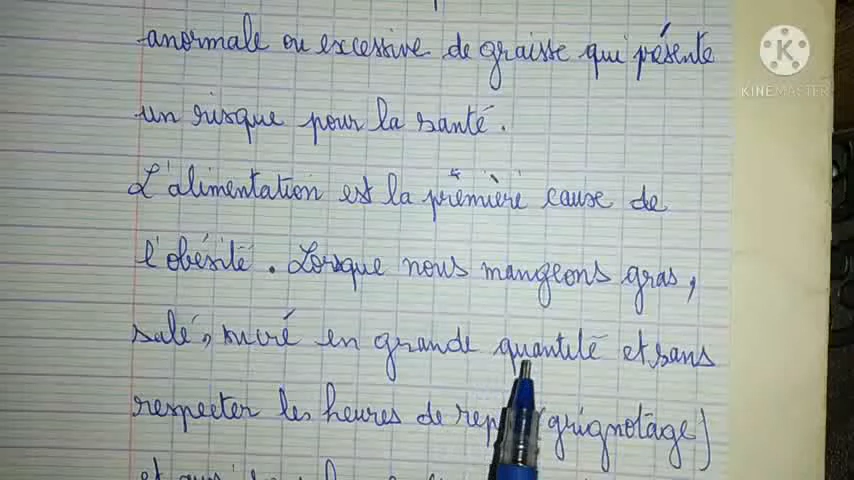 anormale ou excessive de graisse qui présente
K
KINEMASTER
un risque pour la santé.
L'alimentation est la première cause de
l'obésité. Lorsque nous mangeons gras,
salé, sucré en grande quantité et sans
respecter les heures de (grignotage)